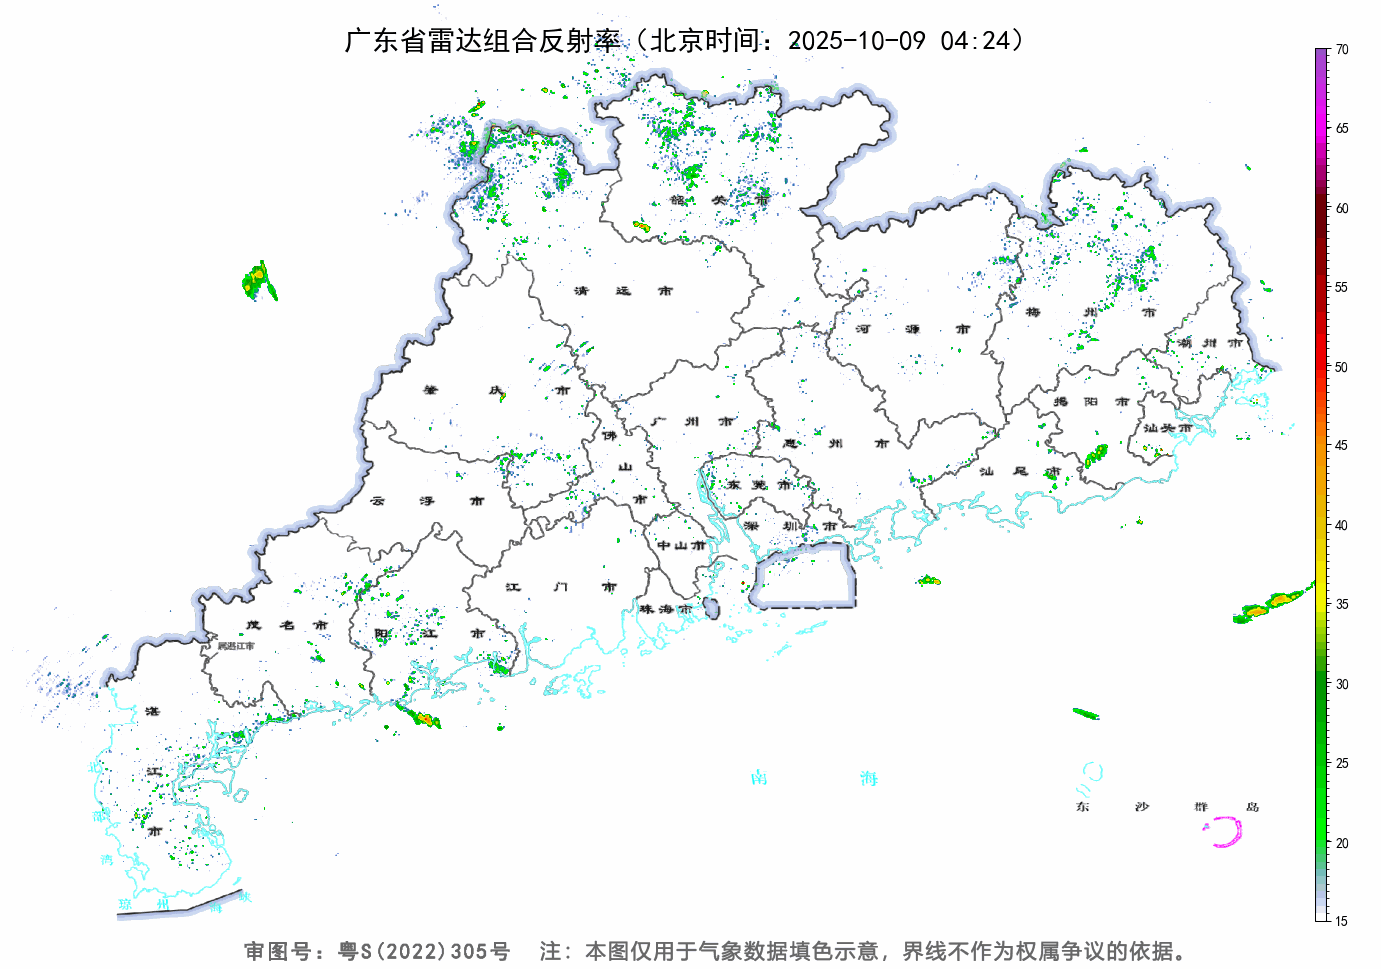 广东省雷达组合反射率（北京时间：2025-10-09 04:24）
70
65
60
55
50
45
40
35
30
25
20
15
韶关市
清远市
河源市
梅州市
潮州市
肇庆市
广州市
揭阳市
汕头市
佛山市
惠州市
云浮市
东莞市
汕尾市
深圳市
中山市
江门市
珠海市
茂名市
阳江市
属湛江市
湛江市
北部湾
琼州海峡
南海
东沙群岛
审图号：粤S(2022)305号 注：本图仅用于气象数据填色示意，界线不作为权属争议的依据。